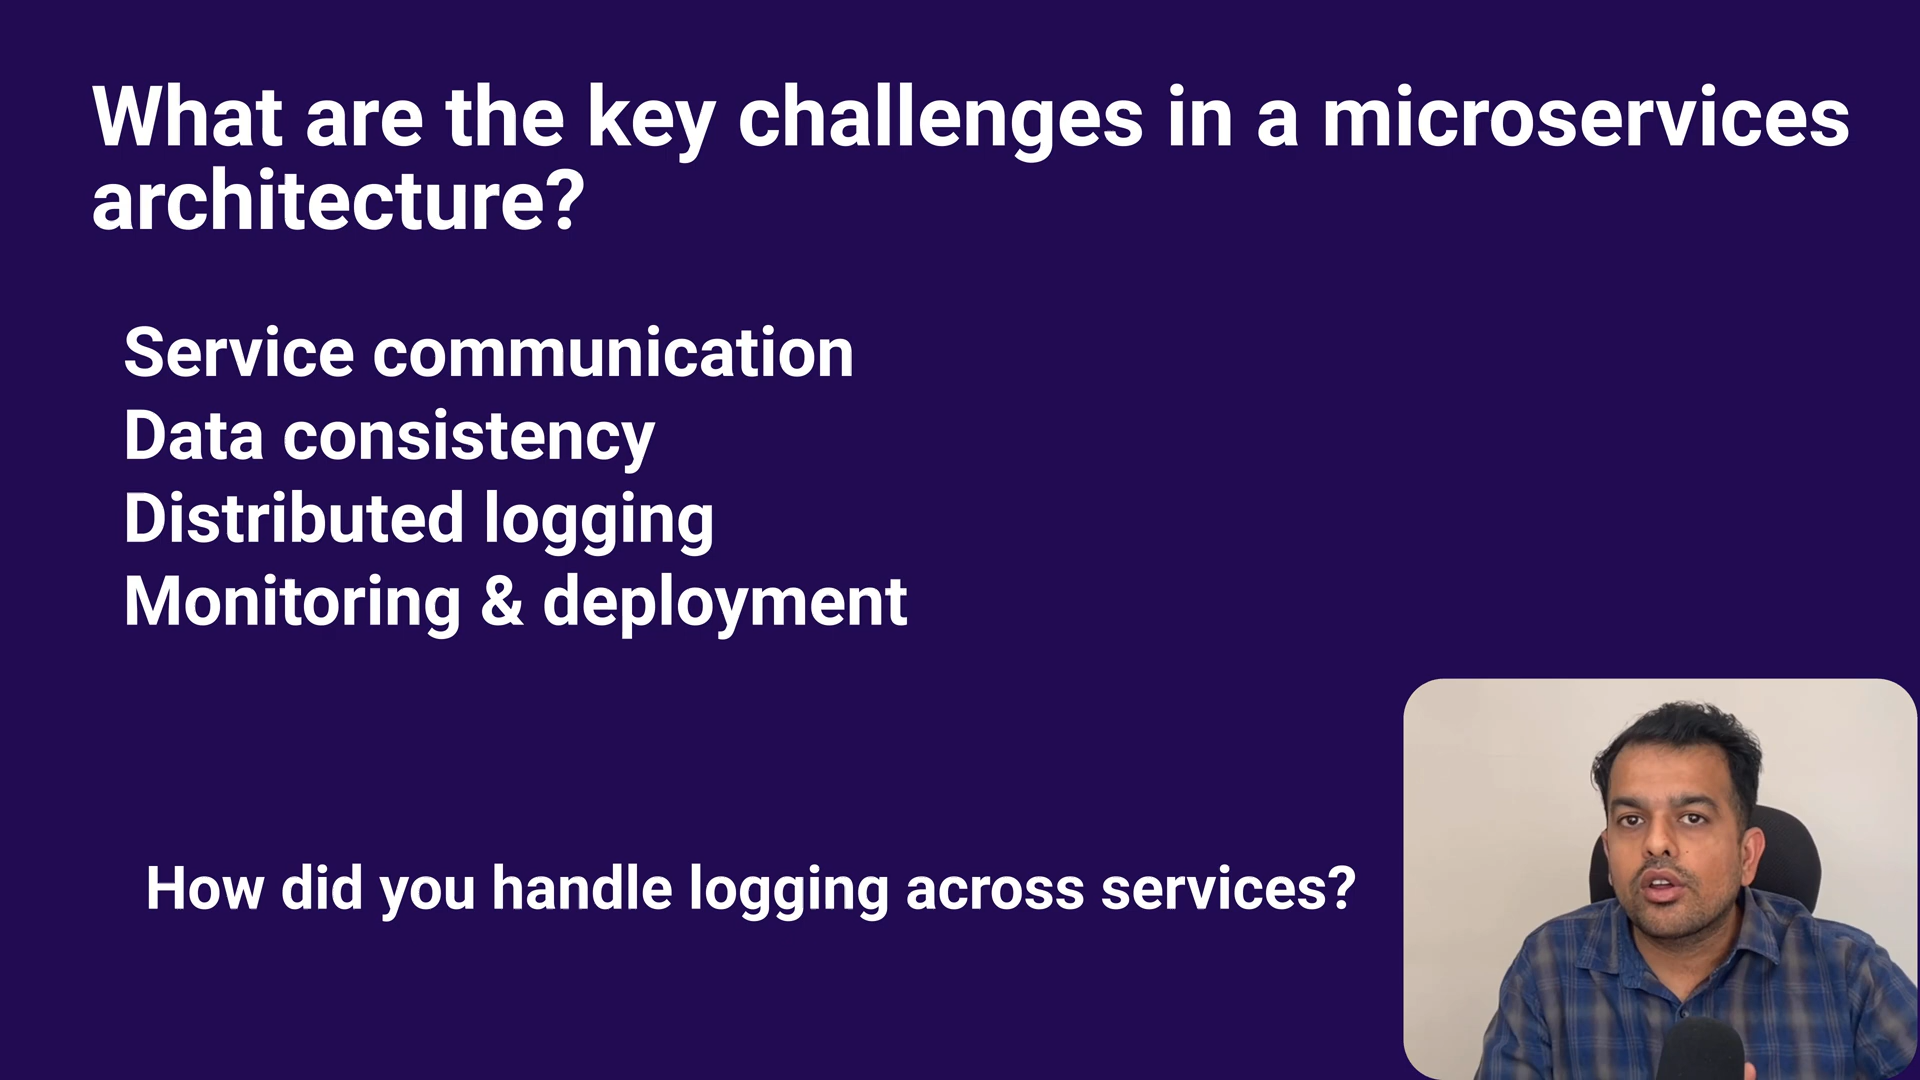 What are the key challenges in a microservices
architecture?
Service communication
Data consistency
Distributed logging
Monitoring & deployment
How did you handle logging across services?